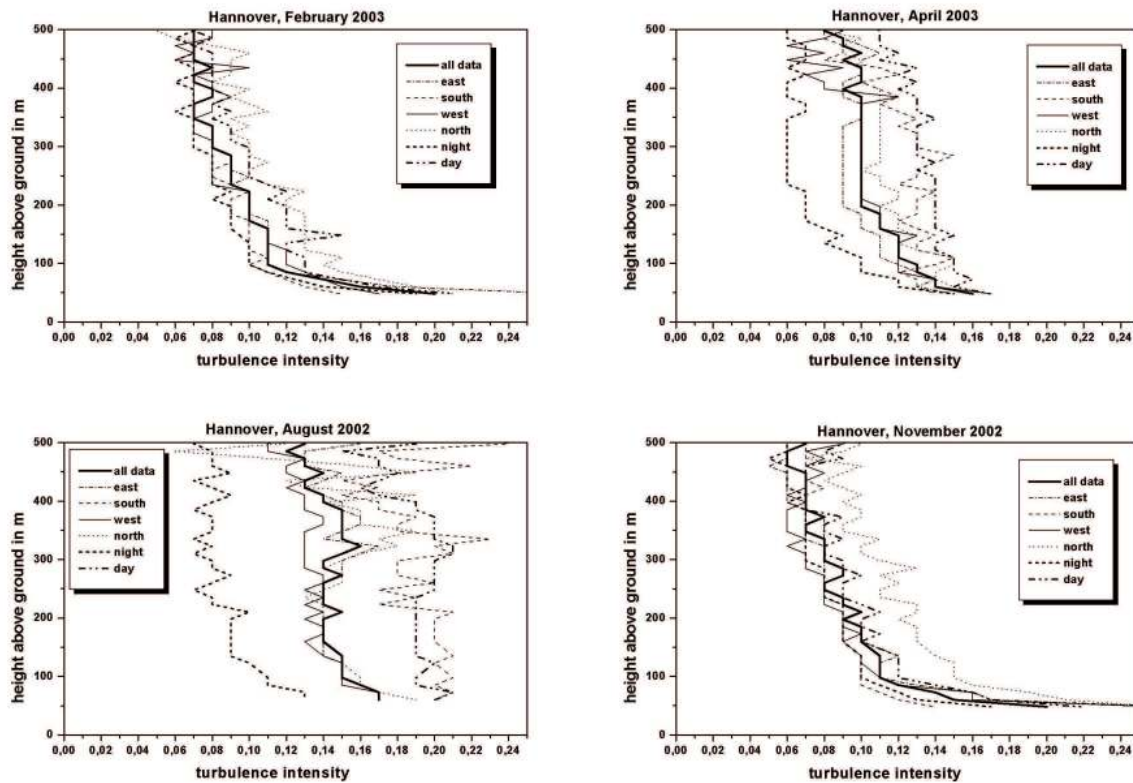 Hannover, February 2003
500
400
300
200
100
0
height above ground in m
all data
east
south
west
north
night
day
0,00 0,02 0,04 0,06 0,08 0,10 0,12 0,14 0,16 0,18 0,20 0,22 0,24
turbulence intensity
Hannover, April 2003
500
400
300
200
100
0
height above ground in m
all data
east
south
west
north
night
day
0,00 0,02 0,04 0,06 0,08 0,10 0,12 0,14 0,16 0,18 0,20 0,22 0,24
turbulence intensity
Hannover, August 2002
500
400
300
200
100
0
height above ground in m
all data
east
south
west
north
night
day
0,00 0,02 0,04 0,06 0,08 0,10 0,12 0,14 0,16 0,18 0,20 0,22 0,24
turbulence intensity
Hannover, November 2002
500
400
300
200
100
0
height above ground in m
all data
east
south
west
north
night
day
0,00 0,02 0,04 0,06 0,08 0,10 0,12 0,14 0,16 0,18 0,20 0,22 0,24
turbulence intensity